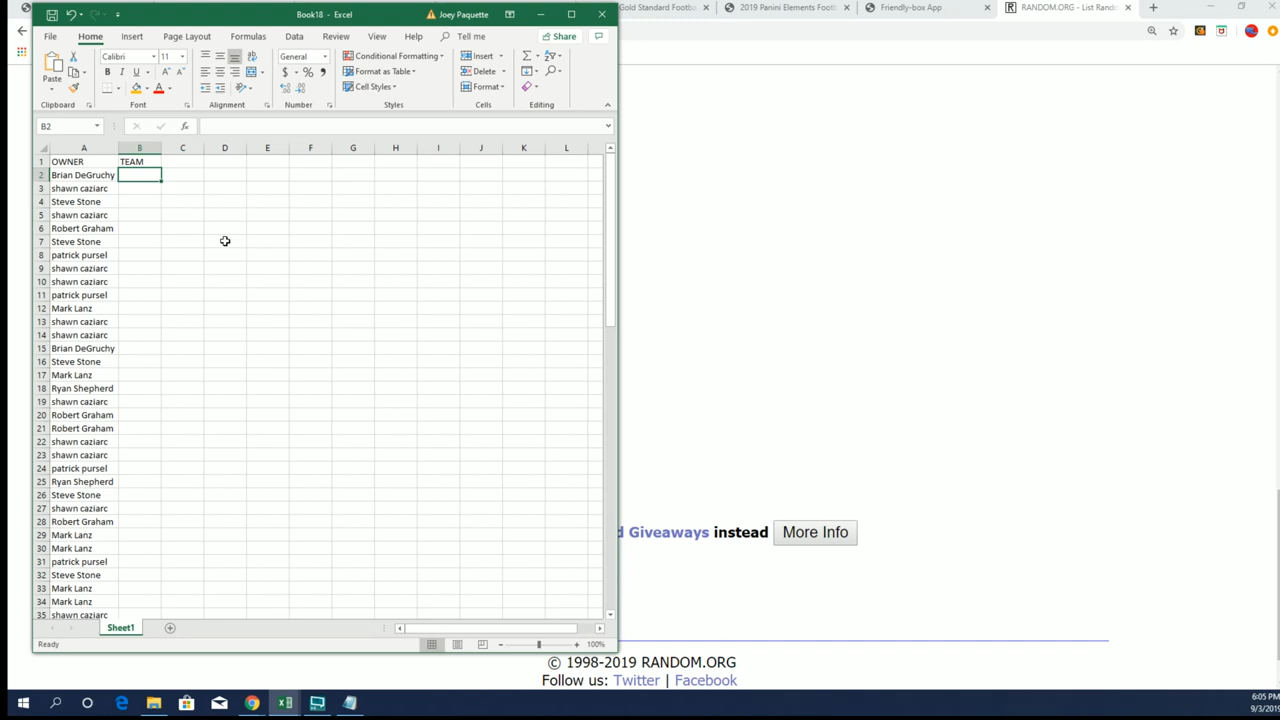 Book18 - Excel
Joey Paquette
Gold Standard Footba
2019 Panini Elements Footb
Friendly-box App
RANDOM.ORG - List Rand
File Home Insert Page Layout Formulas Data Review View Help Tell me Share
Calibri 11 General Conditional Formatting Insert
Paste Format as Table Delete
Cell Styles Format
Clipboard Font Alignment Number Styles Cells Editing
B2
A B C D E F G H I J K L
1 OWNER TEAM
2 Brian DeGruchy
3 shawn caziarc
4 Steve Stone
5 shawn caziarc
6 Robert Graham
7 Steve Stone
8 patrick pursel
9 shawn caziarc
10 shawn caziarc
11 patrick pursel
12 Mark Lanz
13 shawn caziarc
14 shawn caziarc
15 Brian DeGruchy
16 Steve Stone
17 Mark Lanz
18 Ryan Shepherd
19 shawn caziarc
20 Robert Graham
21 Robert Graham
22 shawn caziarc
23 shawn caziarc
24 patrick pursel
25 Ryan Shepherd
26 Steve Stone
27 shawn caziarc
28 Robert Graham
29 Mark Lanz
30 Mark Lanz
31 patrick pursel
32 Steve Stone
33 Mark Lanz
34 Mark Lanz
35 shawn caziarc
Sheet1
Ready 100%
d Giveaways instead More Info
© 1998-2019 RANDOM.ORG
Follow us: Twitter | Facebook
6:05 PM
9/3/2019